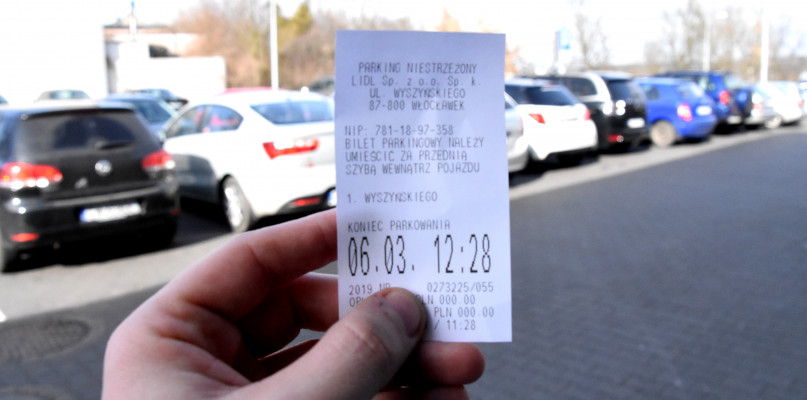 PARKING NIESTRZEŻONY
LIDL Sp. z o.o. Sp. k.
UL. WYSZYŃSKIEGO
87-800 WŁOCŁAWEK
NIP: 781-18-97-358
BILET PARKINGOWY NALEŻY
UMIEŚCIĆ ZA PRZEDNIĄ
SZYBĄ WEWNĄTRZ POJAZDU
1. WYSZYŃSKIEGO
KONIEC PARKOWANIA
06.03. 12:28
2019 NR 0273225/055
PLN 000.00
PLN 000.00
/ 11:28